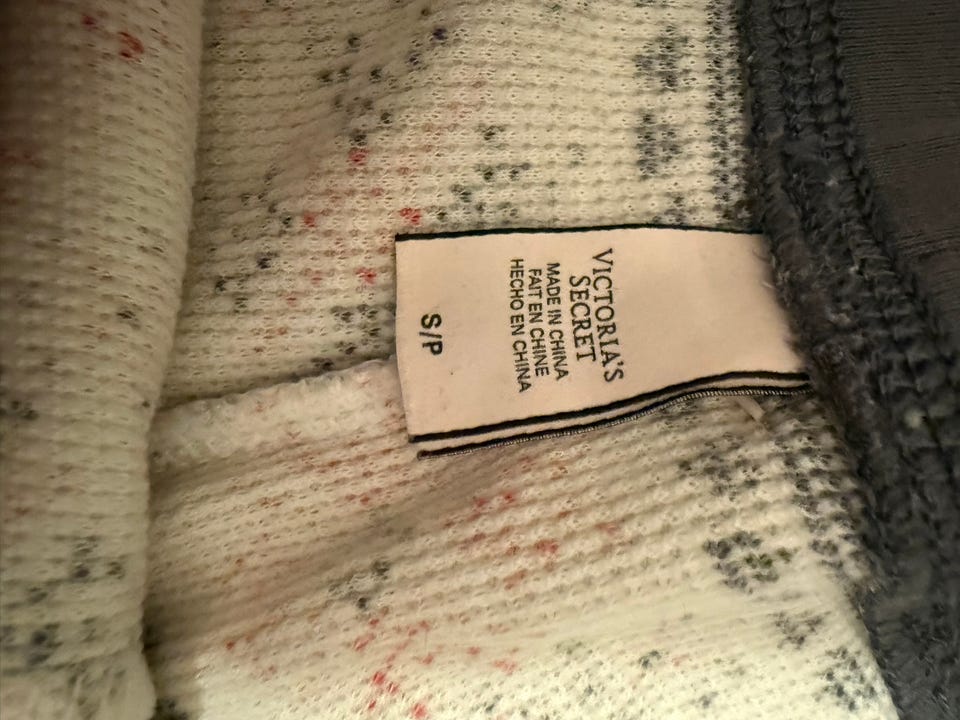 VICTORIA'S
SECRET
MADE IN CHINA
FAIT EN CHINE
HECHO EN CHINA
S/P